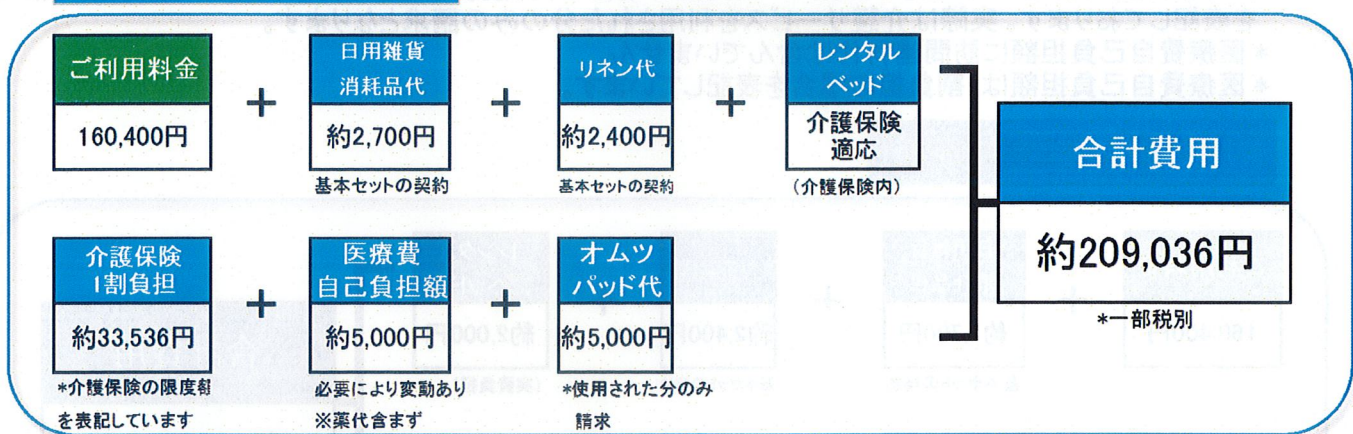 ご利用料金
160,400円
+
日用雑貨
消耗品代
約2,700円
基本セットの契約
+
リネン代
約2,400円
基本セットの契約
+
レンタル
ベッド
介護保険
適応
(介護保険内)
介護保険
1割負担
約33,536円
*介護保険の限度額
を表記しています
+
医療費
自己負担額
約5,000円
必要により変動あり
※薬代含まず
+
オムツ
パッド代
約5,000円
*使用された分のみ
請求
合計費用
約209,036円
*一部税別